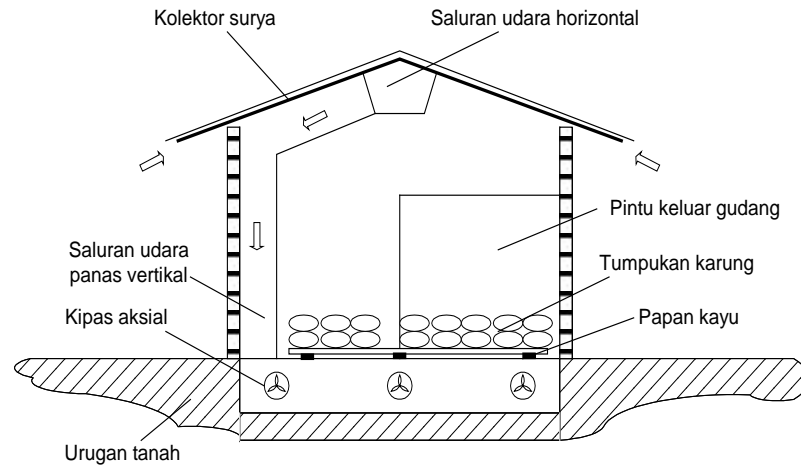 Kolektor surya
Saluran udara horizontal
Pintu keluar gudang
Saluran udara
panas vertikal
Tumpukan karung
Kipas aksial
Papan kayu
Urugan tanah